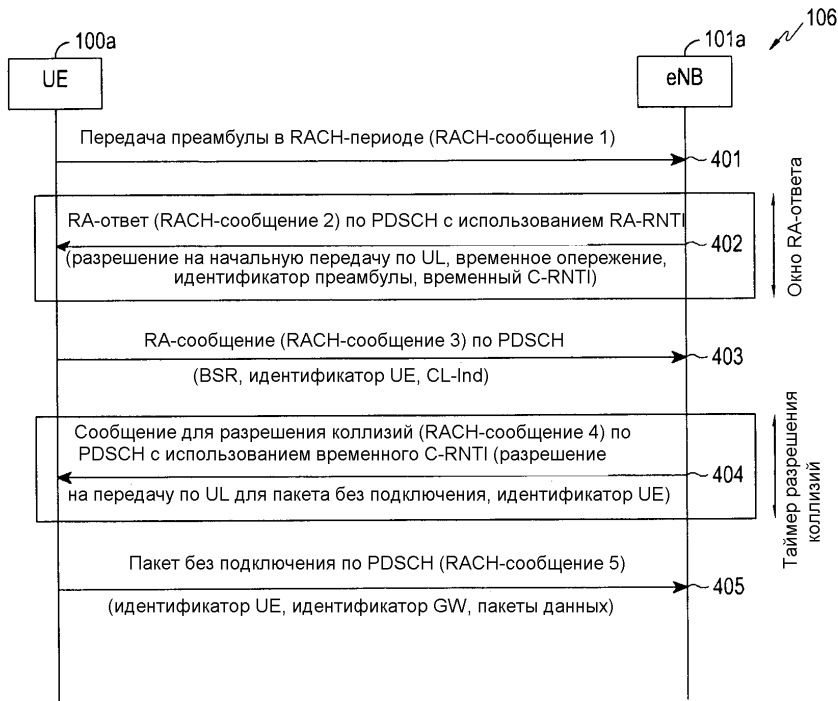 106
100a
101a
UE
eNB
Передача преамбулы в RACH-периоде (RACH-сообщение 1)
401
RA-ответ (RACH-сообщение 2) по PDSCH с использованием RA-RNTI
402
(разрешение на начальную передачу по UL, временное опережение,
идентификатор преамбулы, временный C-RNTI)
Окно RA-ответа
RA-сообщение (RACH-сообщение 3) по PDSCH
403
(BSR, идентификатор UE, CL-Ind)
Сообщение для разрешения коллизий (RACH-сообщение 4) по
PDSCH с использованием временного C-RNTI (разрешение
404
на передачу по UL для пакета без подключения, идентификатор UE)
Таймер разрешения
коллизий
Пакет без подключения по PDSCH (RACH-сообщение 5)
405
(идентификатор UE, идентификатор GW, пакеты данных)